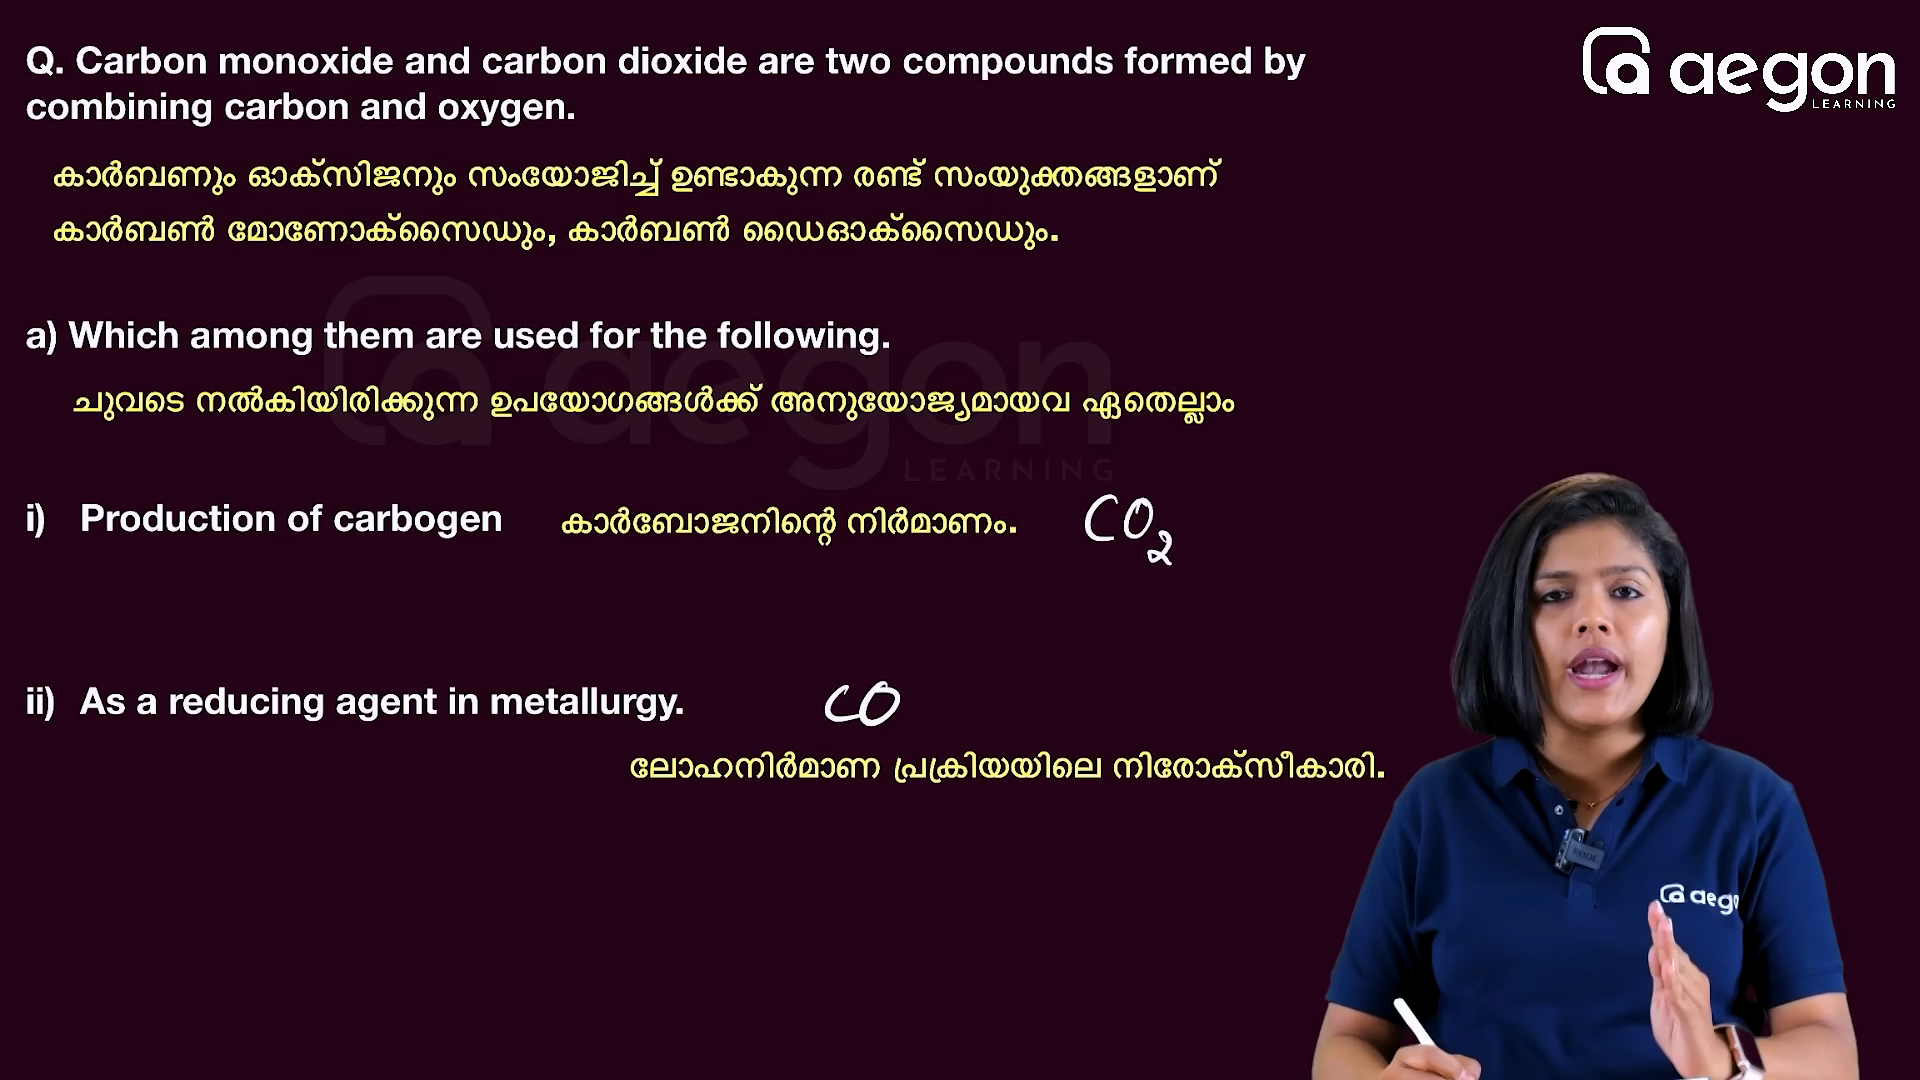 Q. Carbon monoxide and carbon dioxide are two compounds formed by
combining carbon and oxygen.
aegon
LEARNING
കാർബണും ഓക്സിജനും സംയോജിച്ച് ഉണ്ടാകുന്ന രണ്ട് സംയുക്തങ്ങളാണ്
കാർബൺ മോണോക്സൈഡും, കാർബൺ ഡൈഓക്സൈഡും.
a) Which among them are used for the following.
ചുവടെ നൽകിയിരിക്കുന്ന ഉപയോഗങ്ങൾക്ക് അനുയോജ്യമായവ ഏതെല്ലാം
aegon
LEARNING
i) Production of carbogen കാർബോജനിന്റെ നിർമാണം. CO₂
ii) As a reducing agent in metallurgy. CO
ലോഹനിർമാണ പ്രക്രിയയിലെ നിരോക്സീകാരി.
aego